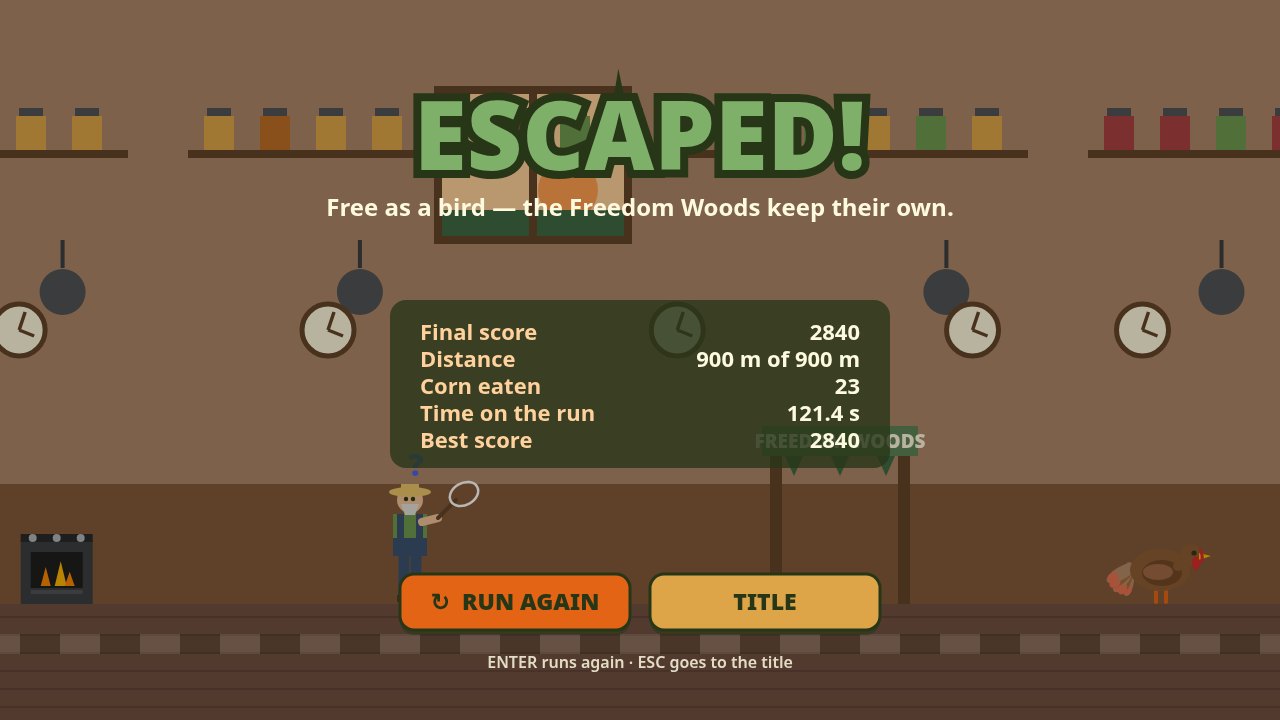 ESCAPED!
Free as a bird — the Freedom Woods keep their own.
Final score 2840
Distance 900 m of 900 m
Corn eaten 23
Time on the run 121.4 s
Best score 2840
FREEDOM WOODS
?
↻ RUN AGAIN
TITLE
ENTER runs again · ESC goes to the title